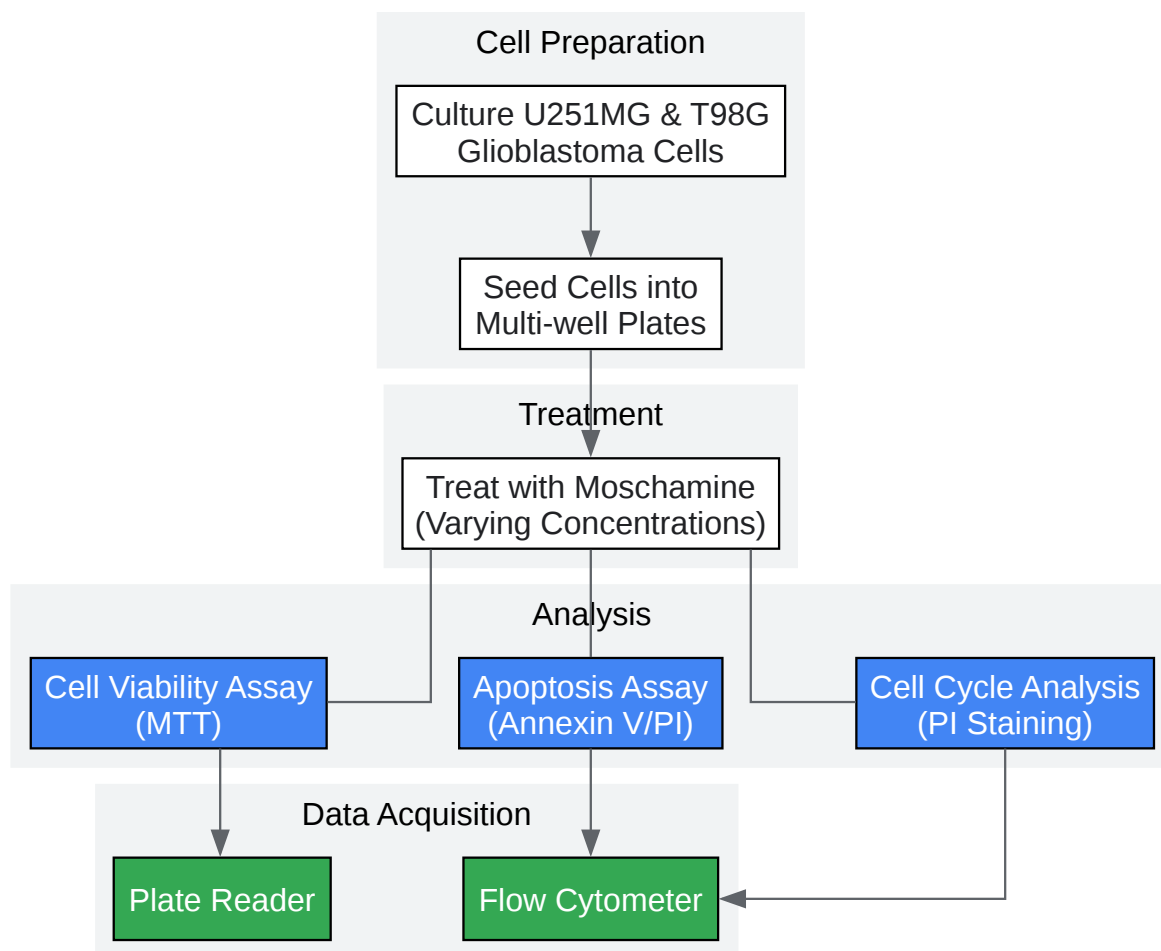 Cell Preparation
Culture U251MG & T98G
Glioblastoma Cells
Seed Cells into
Multi-well Plates
Treatment
Treat with Moschamine
(Varying Concentrations)
Analysis
Cell Viability Assay
(MTT)
Apoptosis Assay
(Annexin V/PI)
Cell Cycle Analysis
(PI Staining)
Data Acquisition
Plate Reader
Flow Cytometer